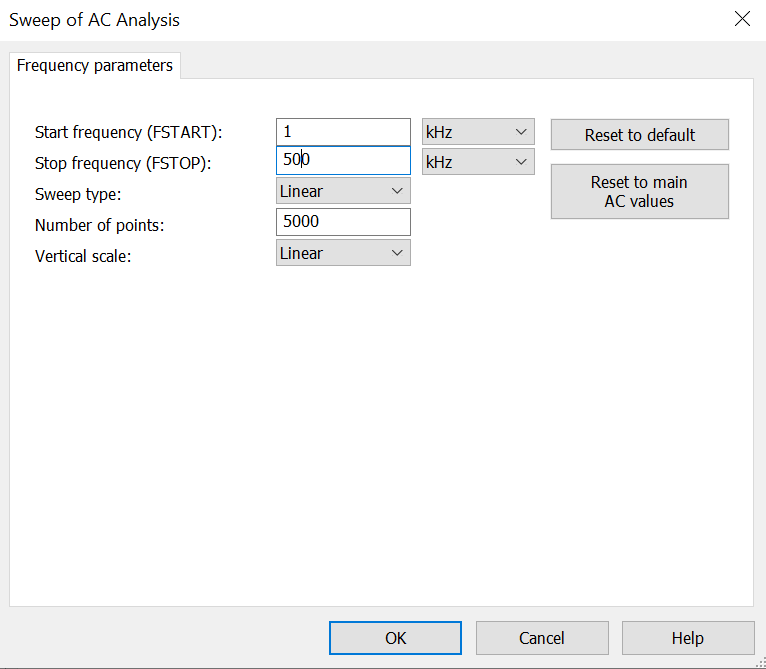 Sweep of AC Analysis
Frequency parameters
Start frequency (FSTART):
1
kHz
Reset to default
Stop frequency (FSTOP):
500
kHz
Reset to main
AC values
Sweep type:
Linear
Number of points:
5000
Vertical scale:
Linear
OK
Cancel
Help